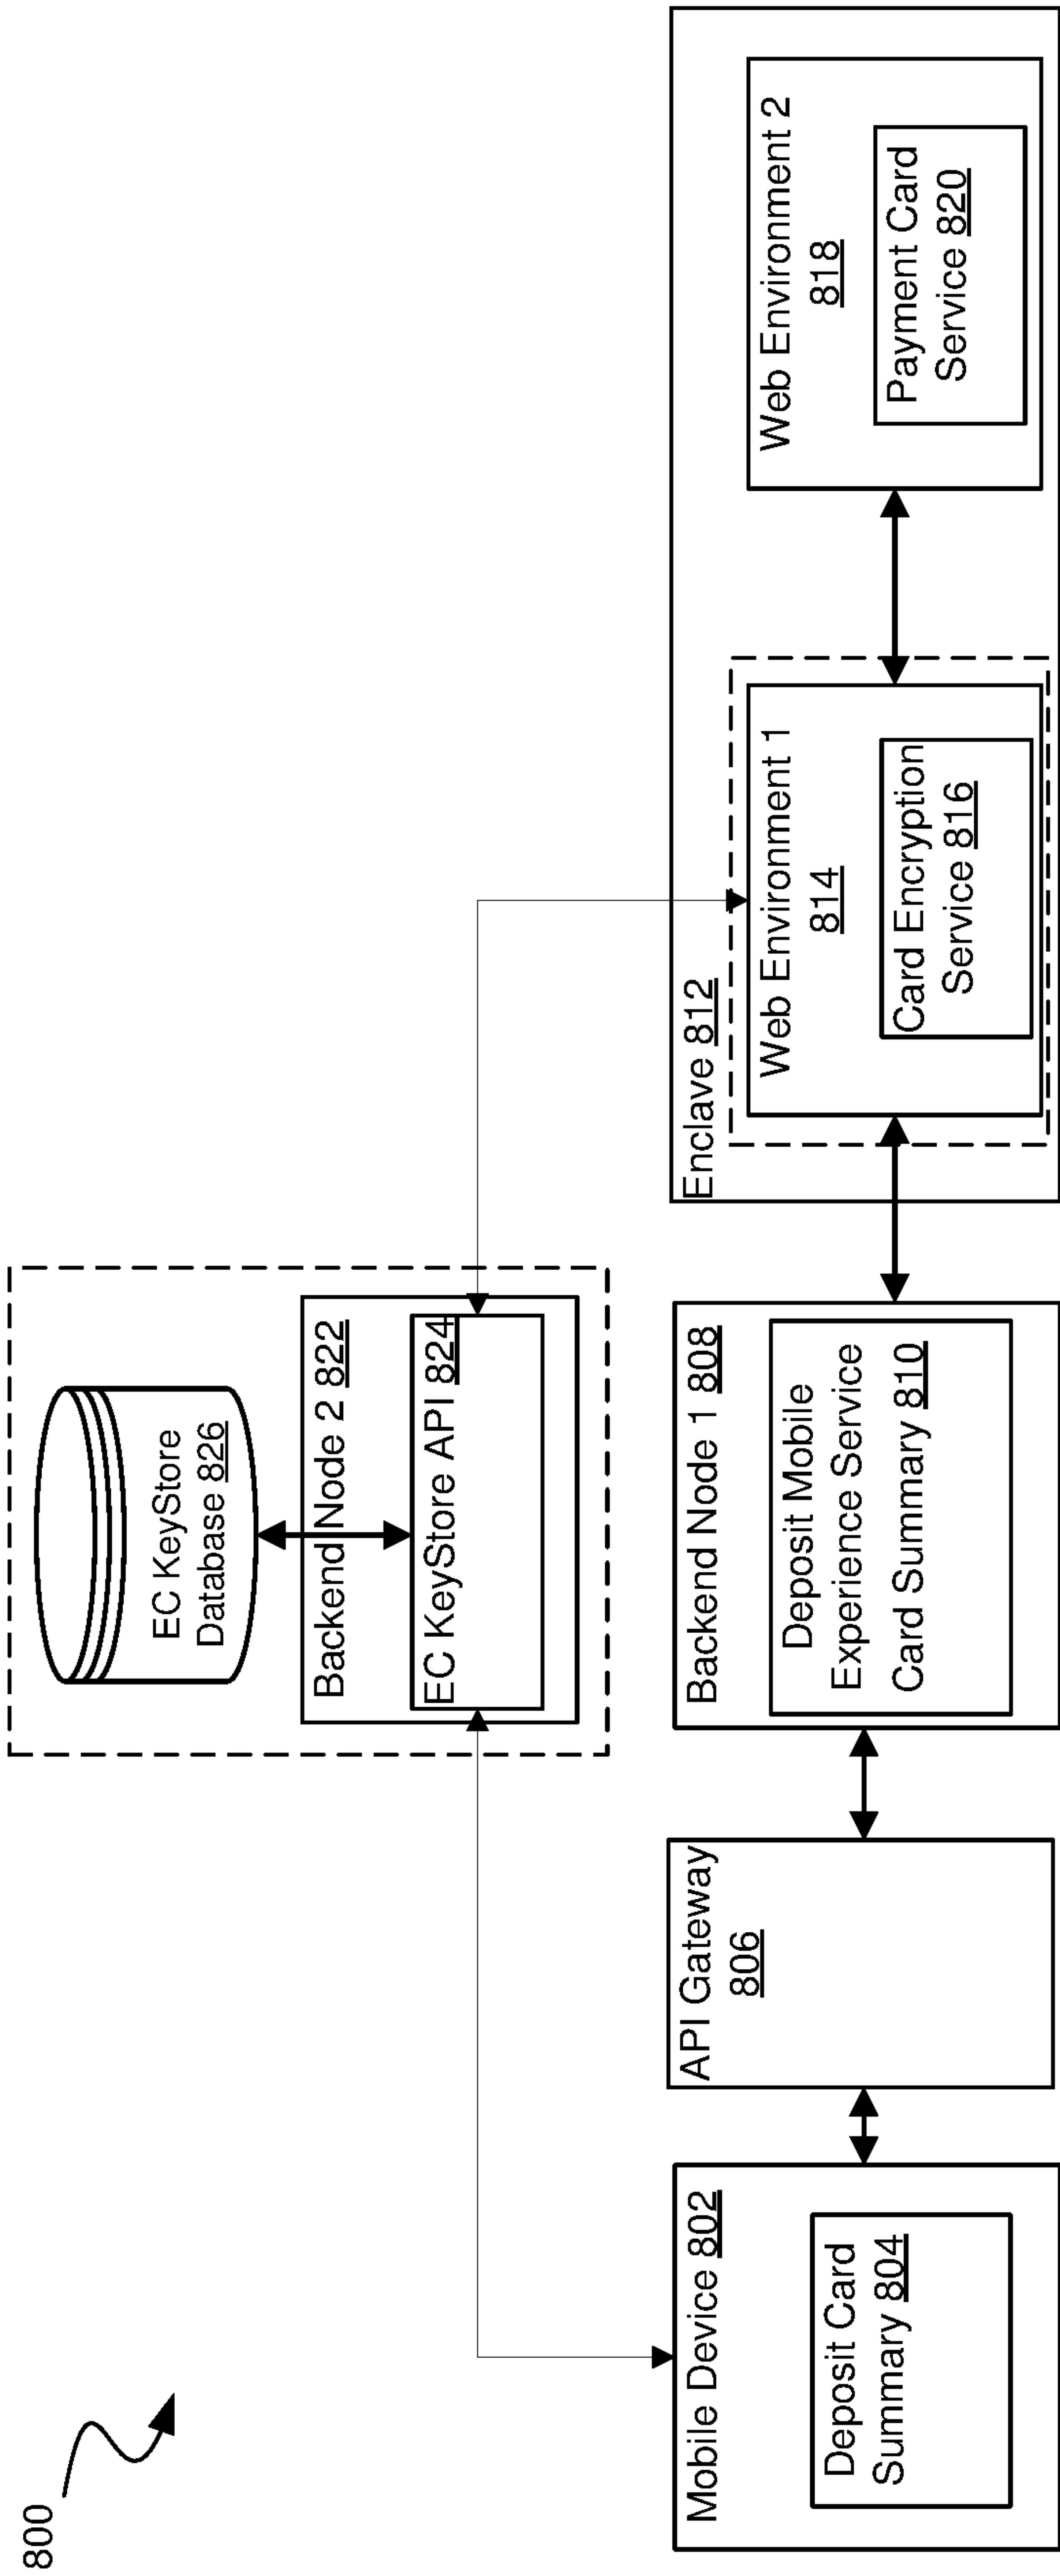 800
EC KeyStore
Database 826
Backend Node 2 822
EC KeyStore API 824
Mobile Device 802
Deposit Card
Summary 804
API Gateway
806
Backend Node 1 808
Deposit Mobile
Experience Service
Card Summary 810
Enclave 812
Web Environment 1
814
Card Encryption
Service 816
Web Environment 2
818
Payment Card
Service 820